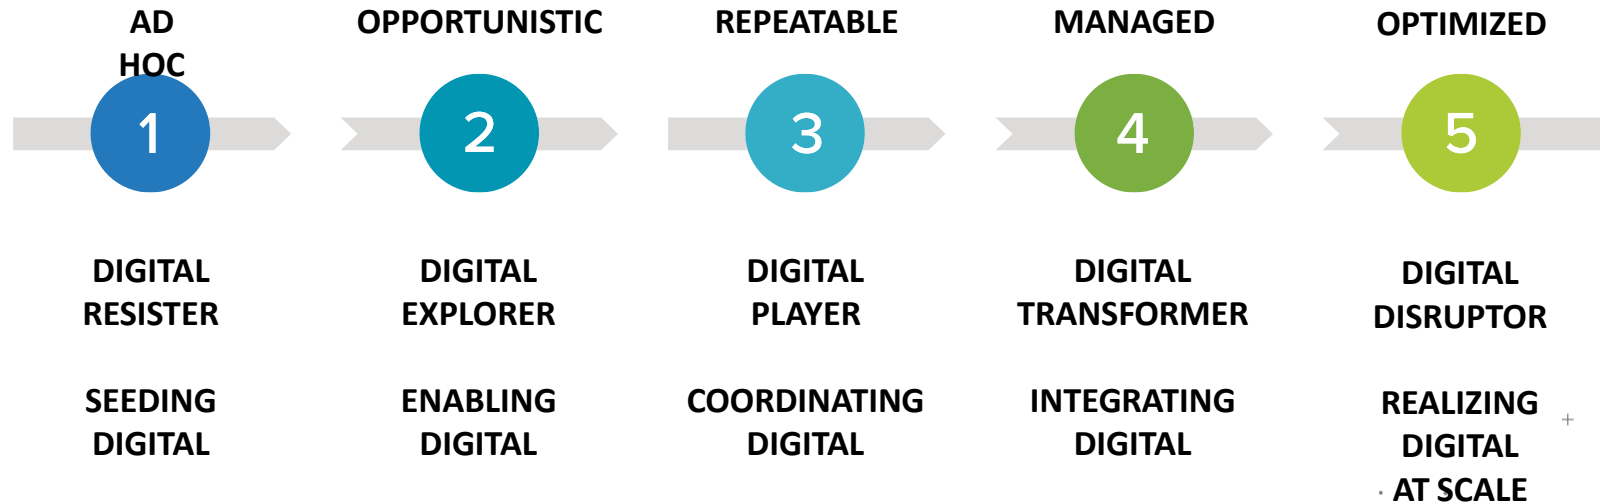 AD
HOC
OPPORTUNISTIC
REPEATABLE
MANAGED
OPTIMIZED
1
2
3
4
5
DIGITAL
RESISTER
DIGITAL
EXPLORER
DIGITAL
PLAYER
DIGITAL
TRANSFORMER
DIGITAL
DISRUPTOR
SEEDING
DIGITAL
ENABLING
DIGITAL
COORDINATING
DIGITAL
INTEGRATING
DIGITAL
REALIZING
DIGITAL
AT SCALE